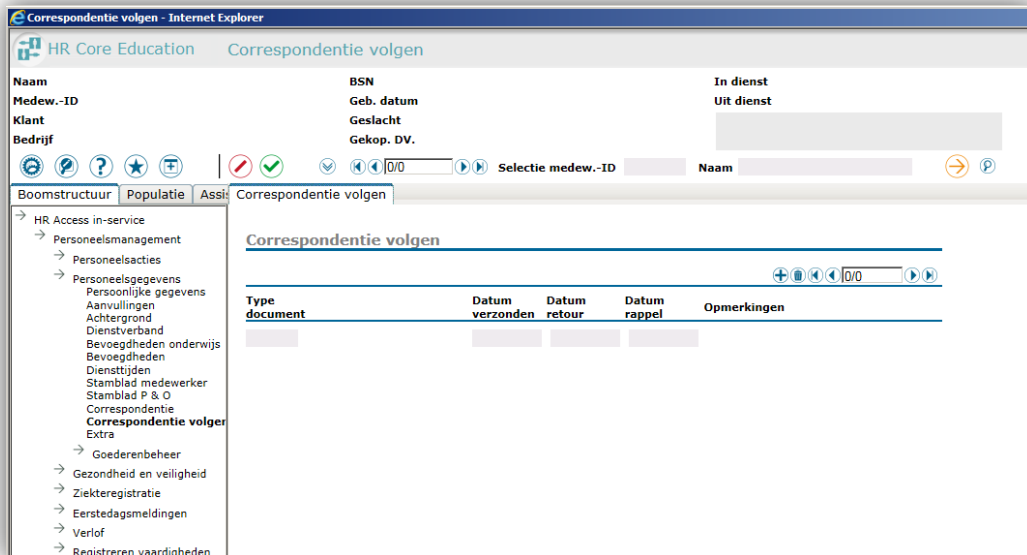 Correspondentie volgen - Internet Explorer
HR Core Education Correspondentie volgen
Naam BSN In dienst
Medew.-ID Geb. datum Uit dienst
Klant Geslacht
Bedrijf Gekop. DV.
? 0/0 Selectie medew.-ID Naam
Boomstructuur Populatie Assi Correspondentie volgen
HR Access in-service
Personeelsmanagement
Personeelsacties
Personeelsgegevens
Persoonlijke gegevens
Aanvullingen
Achtergrond
Dienstverband
Bevoegdheden onderwijs
Bevoegdheden
Diensttijden
Stamblad medewerker
Stamblad P & O
Correspondentie
Correspondentie volgen
Extra
Goederenbeheer
Gezondheid en veiligheid
Ziekteregistratie
Eerstedagsmeldingen
Verlof
Registreren vaardigheden
Correspondentie volgen
0/0
Type document Datum verzonden Datum retour Datum rappel Opmerkingen